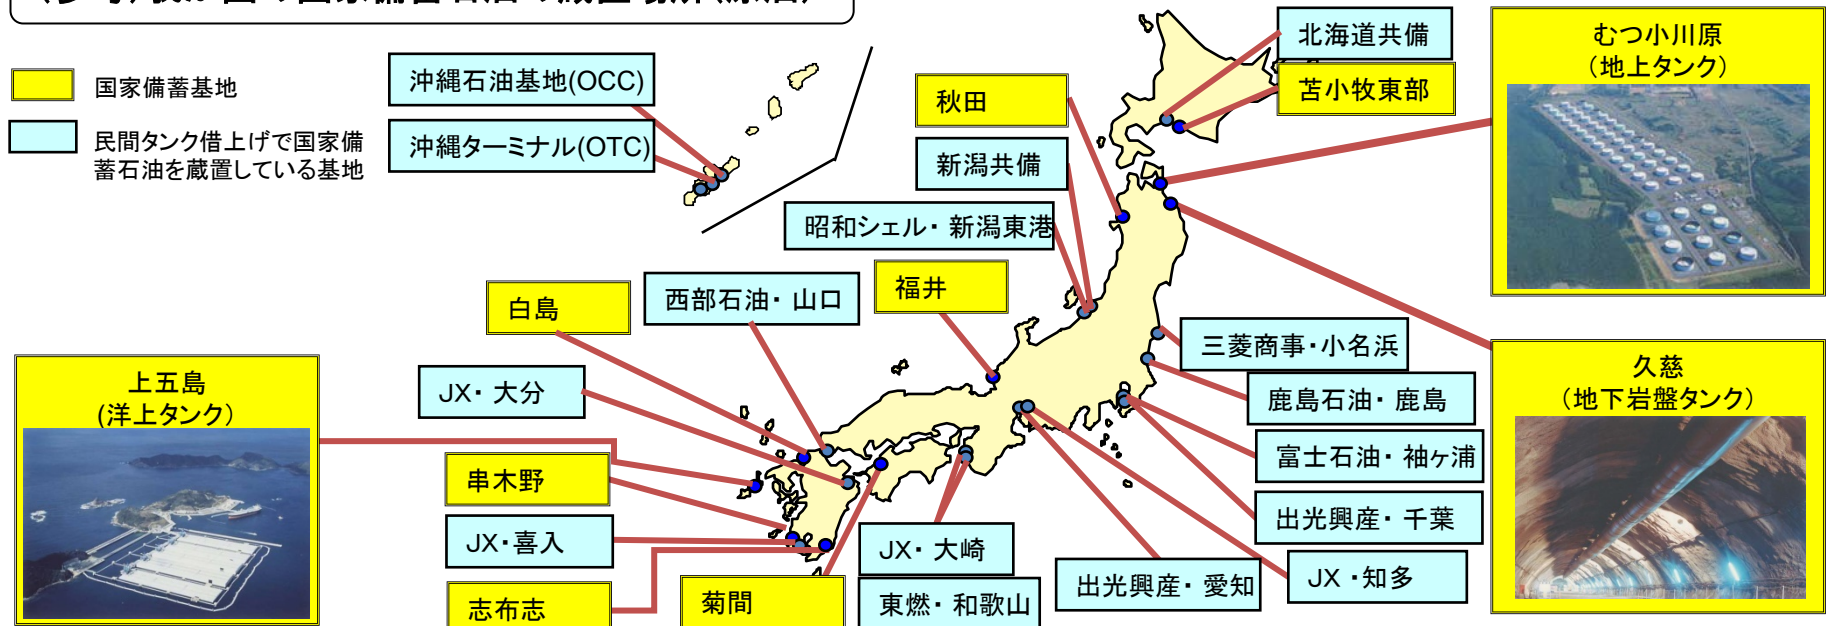 国家備蓄基地
民間タンク借上げで国家備
蓄石油を蔵置している基地
沖縄石油基地(OCC)
沖縄ターミナル(OTC)
北海道共備
苫小牧東部
むつ小川原
(地上タンク)
秋田
新潟共備
昭和シェル・新潟東港
福井
西部石油・山口
白島
三菱商事・小名浜
久慈
(地下岩盤タンク)
上五島
(洋上タンク)
JX・大分
鹿島石油・鹿島
富士石油・袖ヶ浦
串木野
出光興産・千葉
JX・喜入
JX・大崎
出光興産・愛知
JX・知多
志布志
菊間
東燃・和歌山